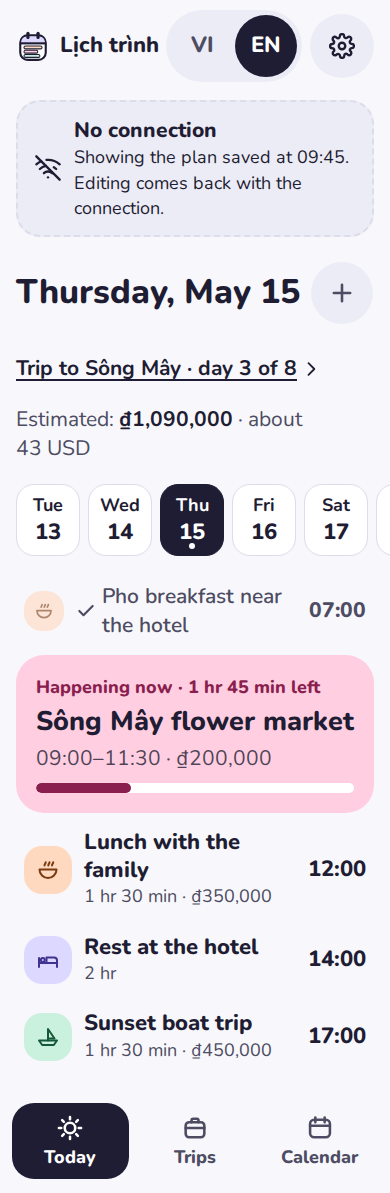 Lịch trình
VI
EN
No connection
Showing the plan saved at 09:45.
Editing comes back with the
connection.
Thursday, May 15
Trip to Sông Mây · day 3 of 8
Estimated: ₫1,090,000 · about
43 USD
Tue
13
Wed
14
Thu
15
Fri
16
Sat
17
Pho breakfast near
the hotel
07:00
Happening now · 1 hr 45 min left
Sông Mây flower market
09:00–11:30 · ₫200,000
Lunch with the
family
1 hr 30 min · ₫350,000
12:00
Rest at the hotel
2 hr
14:00
Sunset boat trip
1 hr 30 min · ₫450,000
17:00
Today
Trips
Calendar